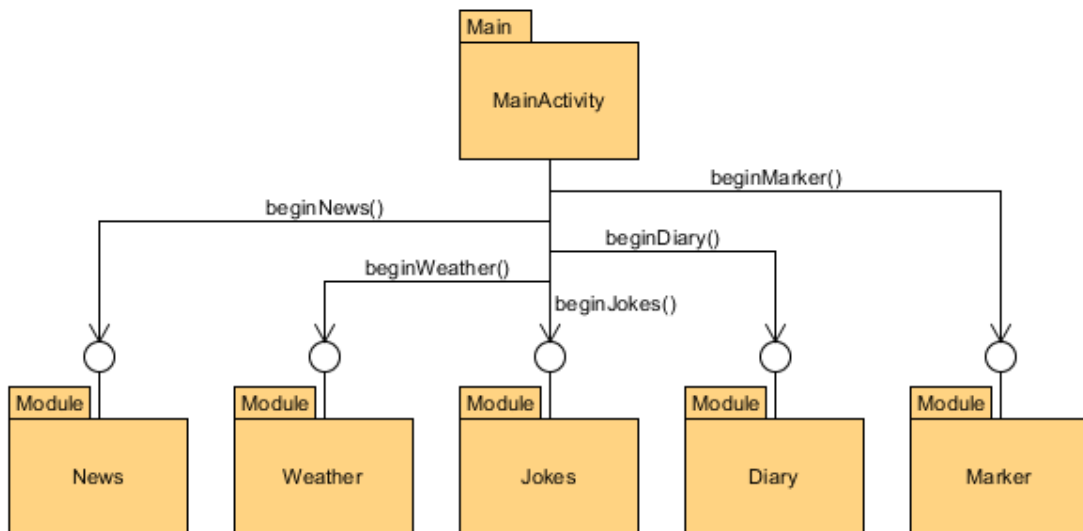 Main
MainActivity
beginMarker()
beginNews()
beginDiary()
beginWeather()
beginJokes()
Module
Module
Module
Module
Module
News
Weather
Jokes
Diary
Marker